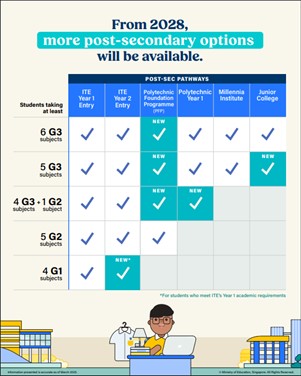 From 2028,
more post-secondary options
will be available.
POST-SEC PATHWAYS
Students taking
at least
ITE
Year 1
Entry
ITE
Year 2
Entry
Polytechnic
Foundation
Programme
(PFP)
Polytechnic
Year 1
Millennia
Institute
Junior
College
6 G3
subjects
NEW
5 G3
subjects
NEW
NEW
4 G3 + 1 G2
subject
NEW
NEW
5 G2
subjects
4 G1
subjects
NEW*
*For students who meet ITE's Year 1 academic requirements
?
Information presented is accurate as of March 2026
© Ministry of Education, Singapore. All Rights Reserved.